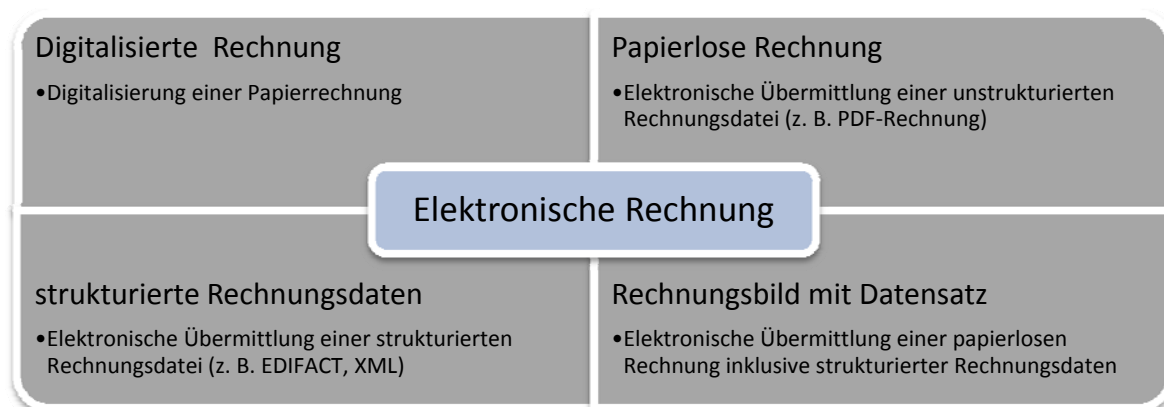 Digitalisierte Rechnung
•Digitalisierung einer Papierrechnung
Papierlose Rechnung
•Elektronische Übermittlung einer unstrukturierten
Rechnungsdatei (z. B. PDF-Rechnung)
Elektronische Rechnung
strukturierte Rechnungsdaten
•Elektronische Übermittlung einer strukturierten
Rechnungsdatei (z. B. EDIFACT, XML)
Rechnungsbild mit Datensatz
•Elektronische Übermittlung einer papierlosen
Rechnung inklusive strukturierter Rechnungsdaten